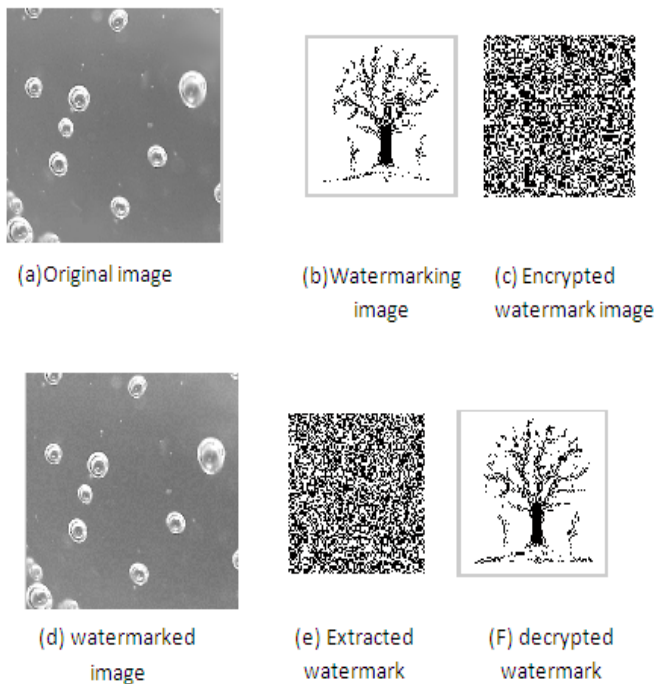 (a)Original image
(b)Watermarking
image
(c) Encrypted
watermark image
(d) watermarked
image
(e) Extracted
watermark
(F) decrypted
watermark